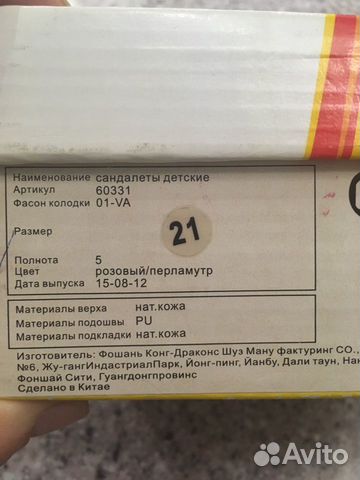 Наименование сандалеты детские
Артикул 60331
Фасон колодки 01-VA
Размер 21
Полнота 5
Цвет розовый/перламутр
Дата выпуска 15-08-12
Материалы верха нат.кожа
Материалы подошвы PU
Материалы подкладки нат.кожа
Изготовитель: Фошань Конг-Драконс Шуз Ману фактуринг СО.,
№6, Жу-гангИндастриалПарк, Йонг-пинг, Йанбу, Дали таун, Нан
Фоншай Сити, Гуангдонгпровинс
Сделано в Китае
Avito